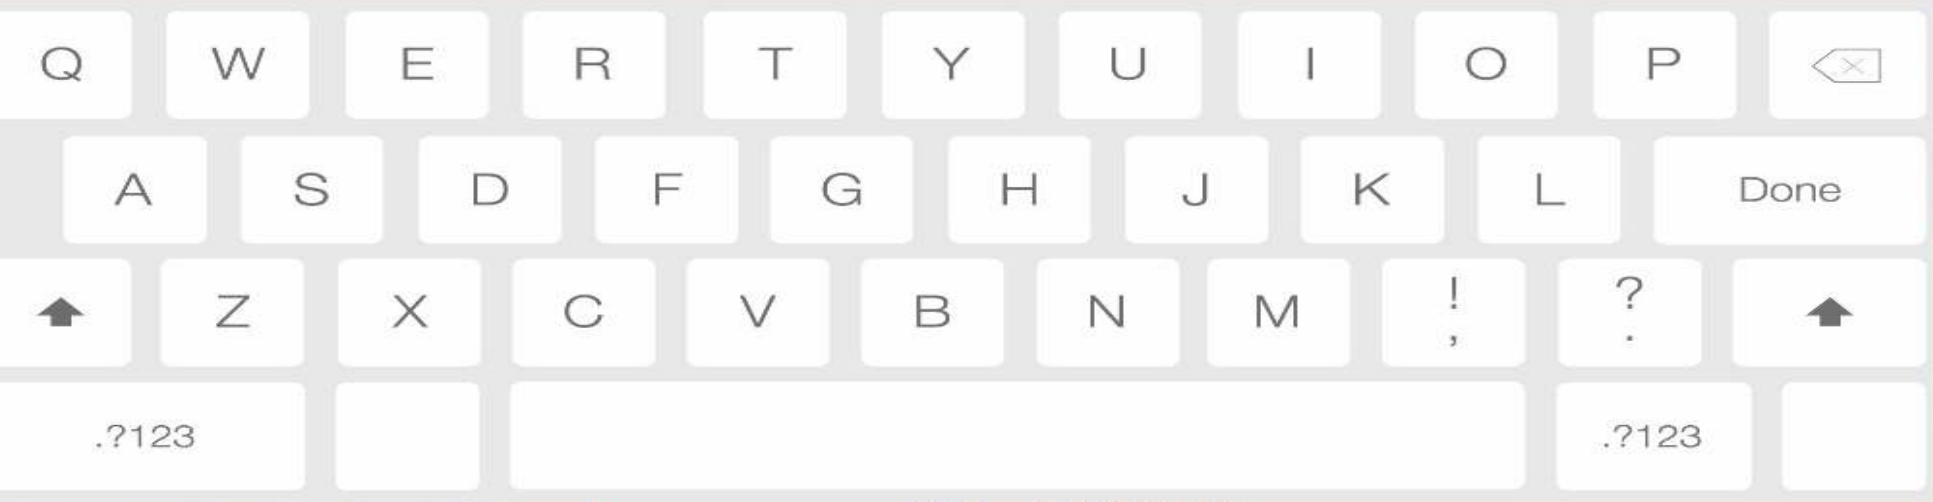 Q W E R T Y U I O P
A S D F G H J K L Done
Z X C V B N M ! , ? .
.?123 .?123